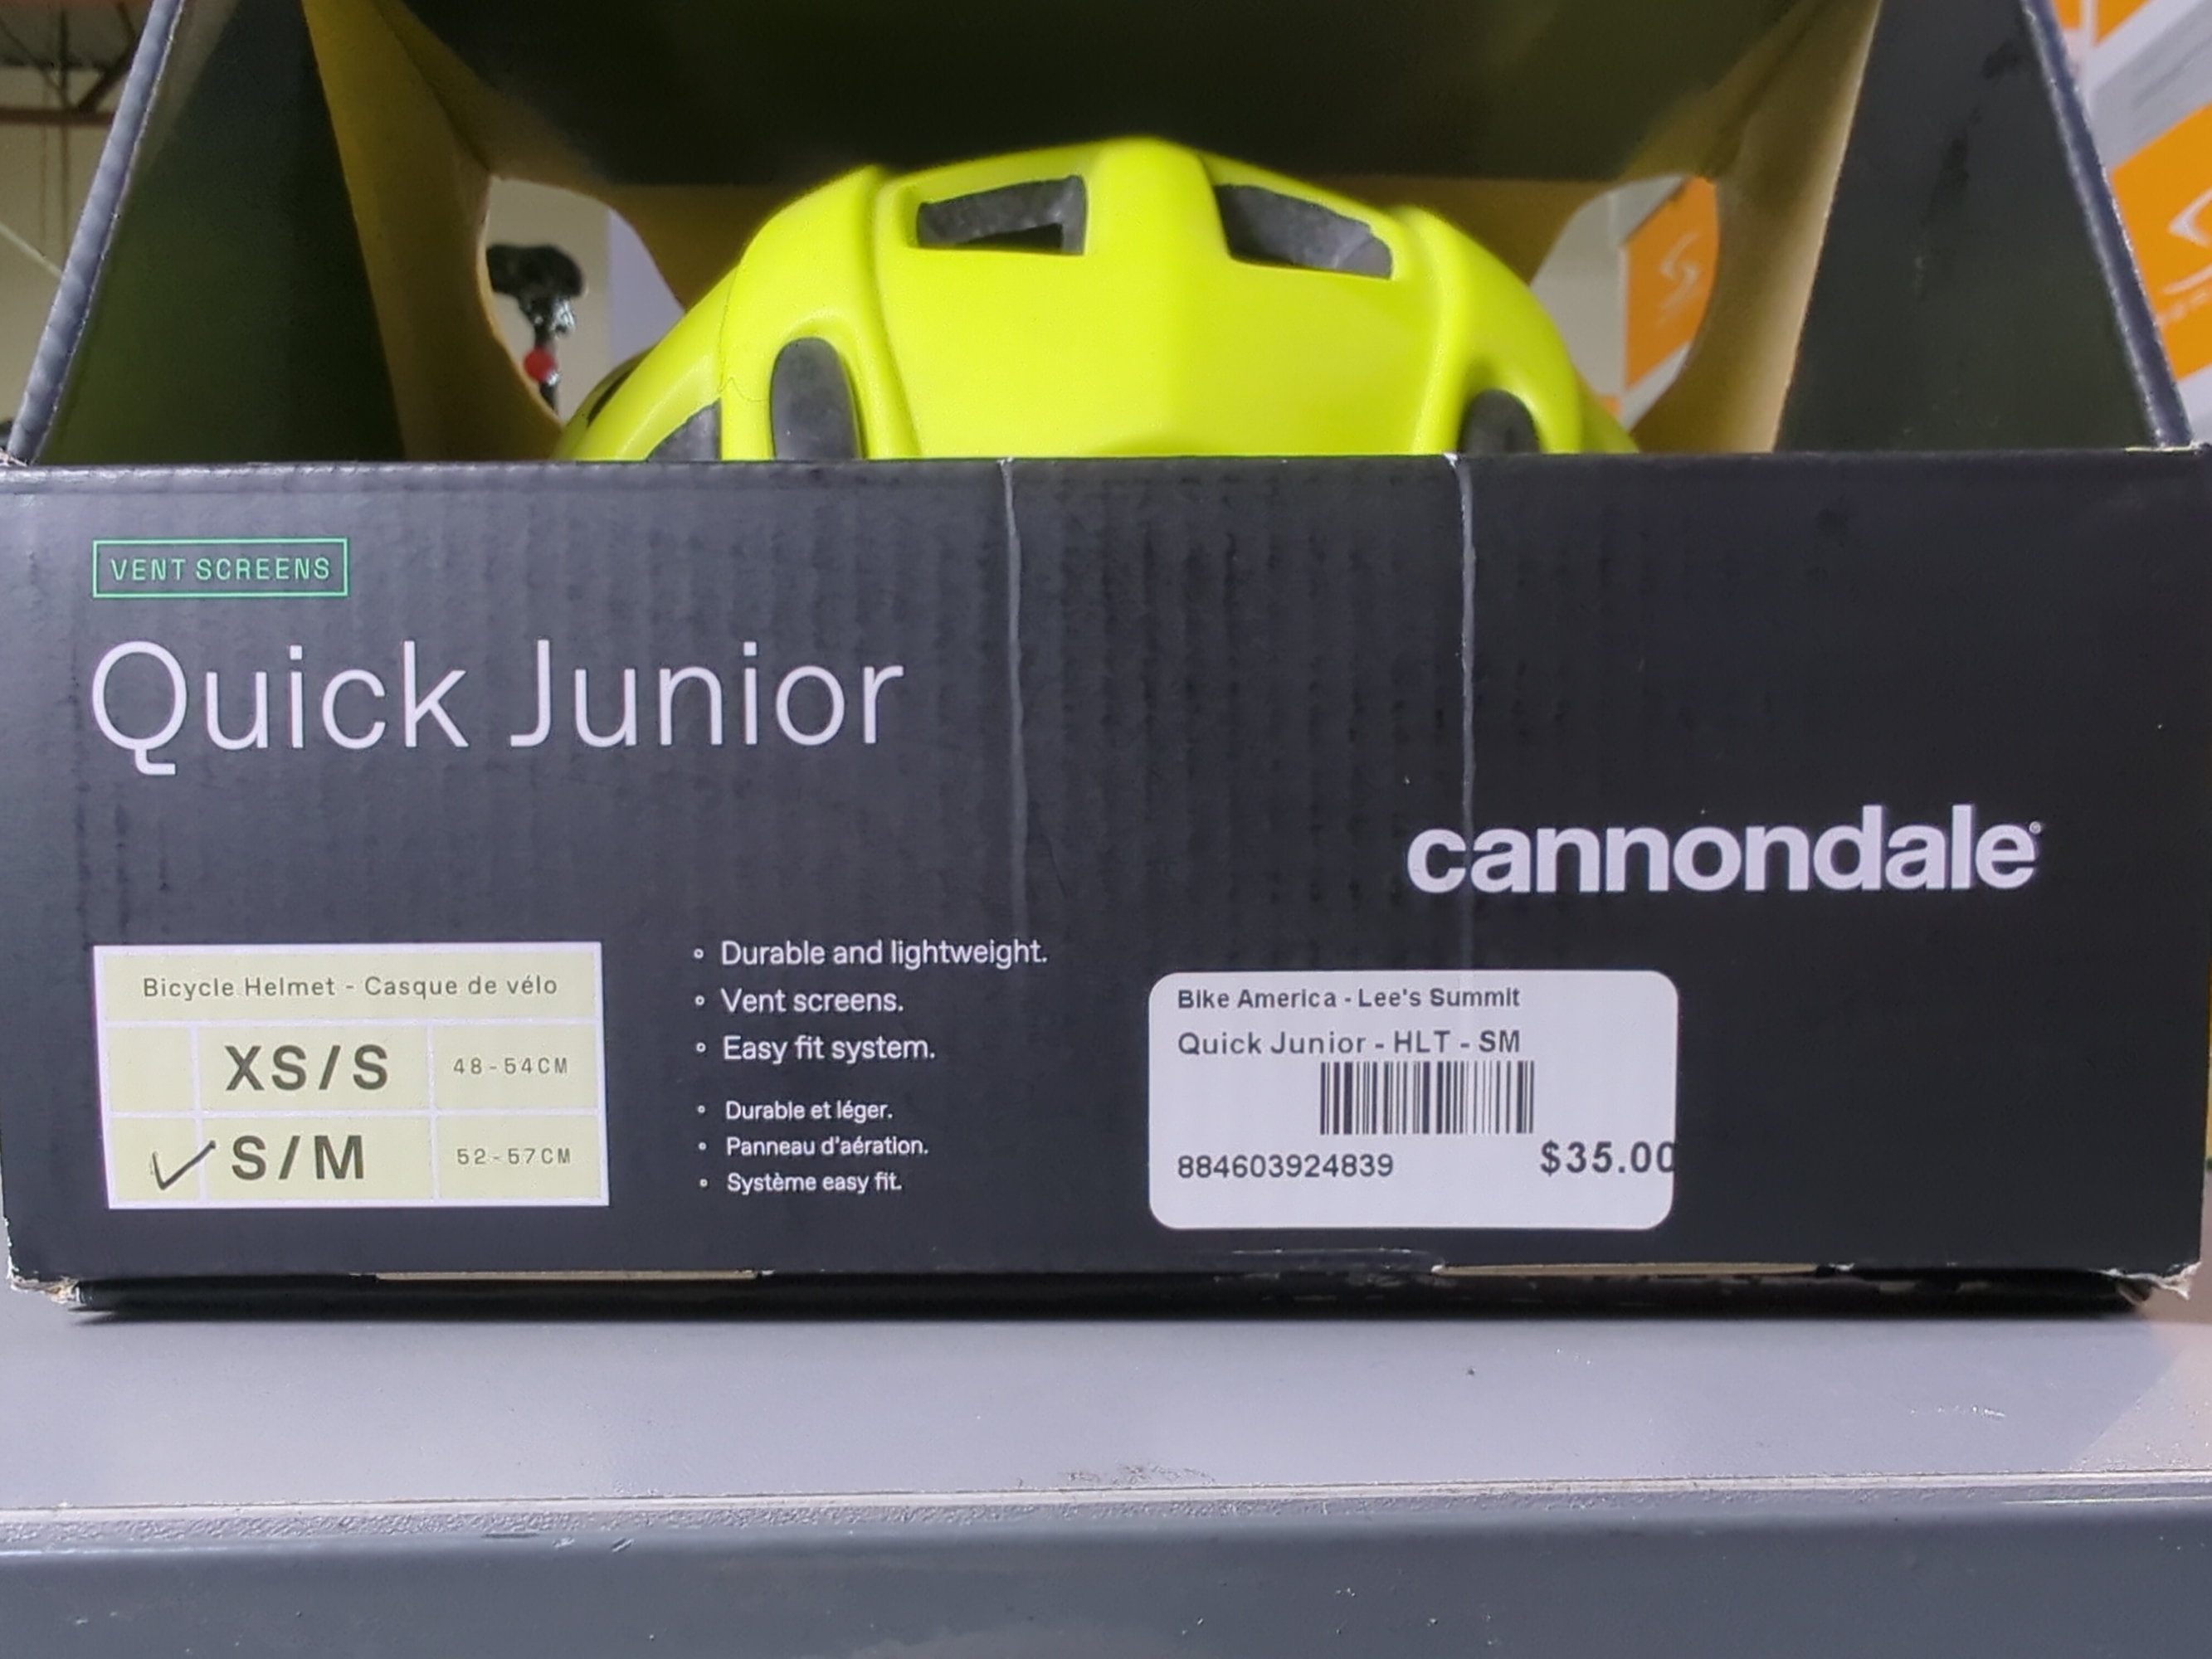 VENT SCREENS
Quick Junior
cannondale®
Bicycle Helmet - Casque de vélo
XS/S 48-54CM
S/M 52-57CM
◦ Durable and lightweight.
◦ Vent screens.
◦ Easy fit system.
◦ Durable et léger.
◦ Panneau d'aération.
◦ Système easy fit.
Bike America - Lee's Summit
Quick Junior - HLT - SM
884603924839 $35.00